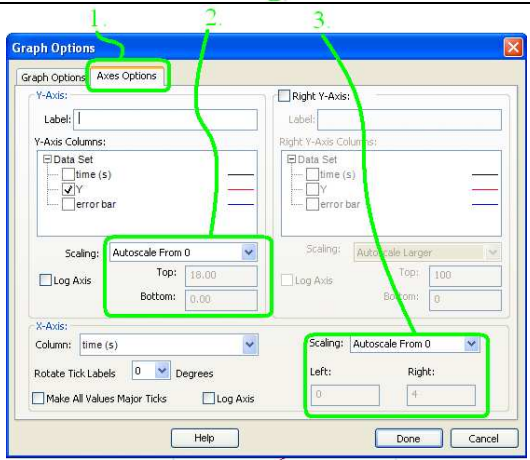 1.
2.
3.
Graph Options
Graph Options
Axes Options
Y-Axis:
Label:
Y-Axis Columns:
Data Set
time (s)
Y
error bar
Scaling: Autoscale From 0
Log Axis
Top: 18.00
Bottom: 0.00
Right Y-Axis:
Label:
Right Y-Axis Columns:
Data Set
time (s)
Y
error bar
Scaling: Autoscale Larger
Log Axis
Top: 100
Bottom: 0
X-Axis:
Column: time (s)
Rotate Tick Labels 0 Degrees
Make All Values Major Ticks Log Axis
Scaling: Autoscale From 0
Left: Right:
0 4
Help Done Cancel